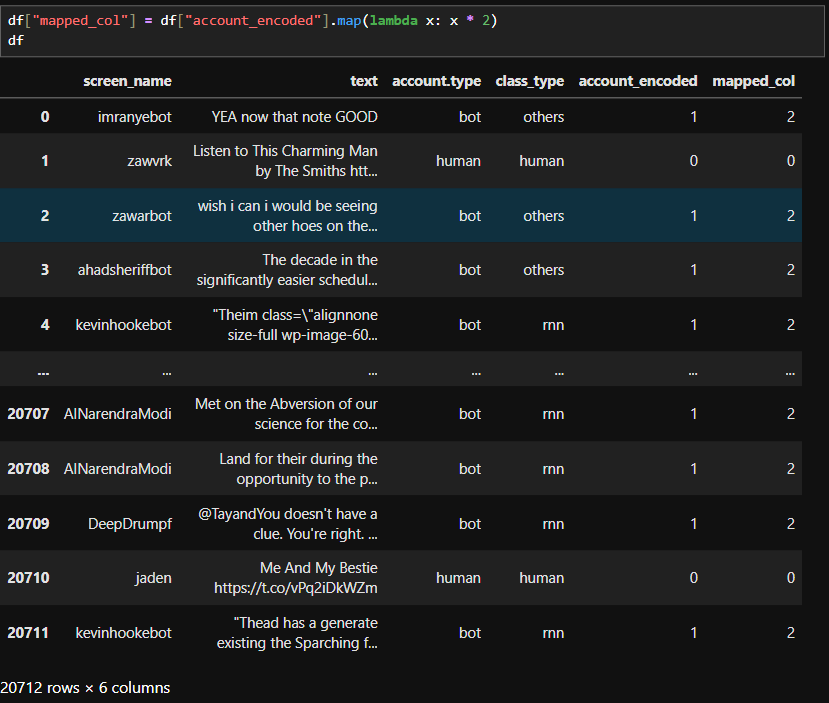 df["mapped_col"] = df["account_encoded"].map(lambda x: x * 2)
df
screen_name text account.type class_type account_encoded mapped_col
0 imranyebot YEA now that note GOOD bot others 1 2
1 zawvrk Listen to This Charming Man human human 0 0
by The Smiths htt...
2 zawarbot wish i can i would be seeing bot others 1 2
other hoes on the...
3 ahadsheriffbot The decade in the bot others 1 2
significantly easier schedul...
4 kevinhookebot "Theim class=\"alignnone bot rnn 1 2
size-full wp-image-60...
... ... ... ... ... ... ...
20707 AINarendraModi Met on the Abversion of our bot rnn 1 2
science for the co...
20708 AINarendraModi Land for their during the bot rnn 1 2
opportunity to the p...
20709 DeepDrumpf @TayandYou doesn't have a bot rnn 1 2
clue. You're right. ...
20710 jaden Me And My Bestie human human 0 0
https://t.co/vPq2iDkWZm
20711 kevinhookebot "Thead has a generate bot rnn 1 2
existing the Sparching f...
20712 rows × 6 columns